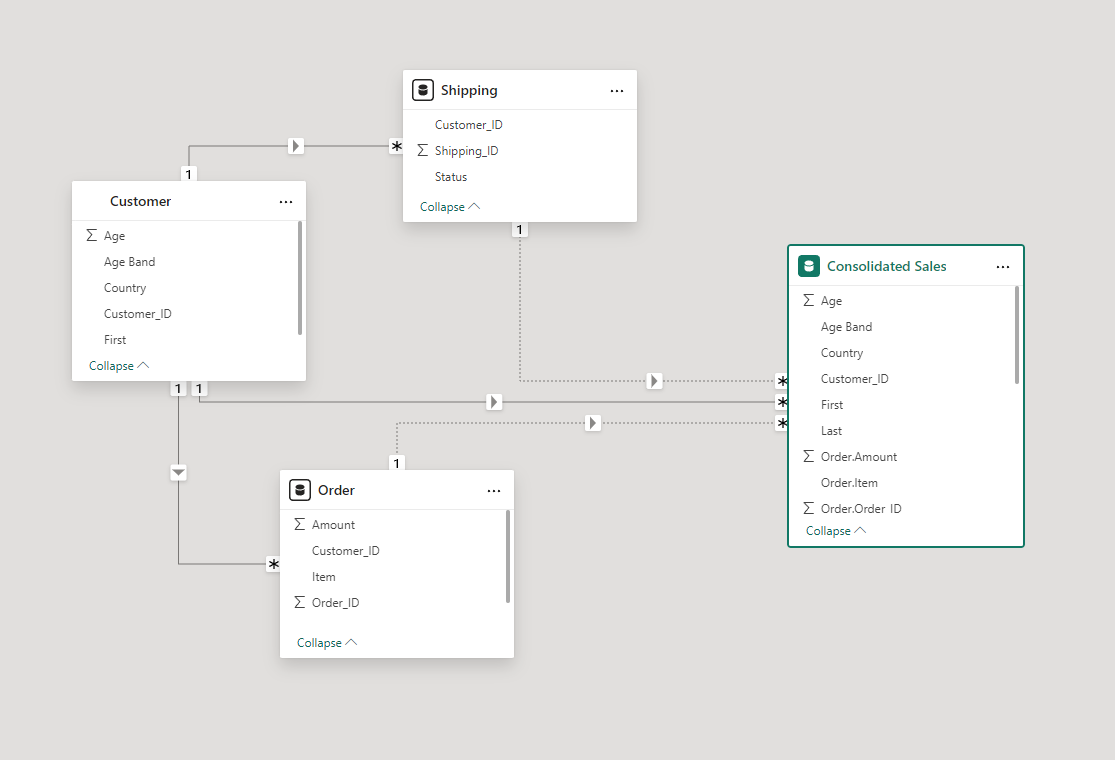 Shipping
Customer_ID
Σ Shipping_ID
Status
Collapse
1
*
1
Customer
Σ Age
Age Band
Country
Customer_ID
First
Collapse
1 1
1
*
*
*
Consolidated Sales
Σ Age
Age Band
Country
Customer_ID
First
Last
Σ Order.Amount
Order.Item
Σ Order.Order_ID
Collapse
*
Order
Σ Amount
Customer_ID
Item
Σ Order_ID
Collapse